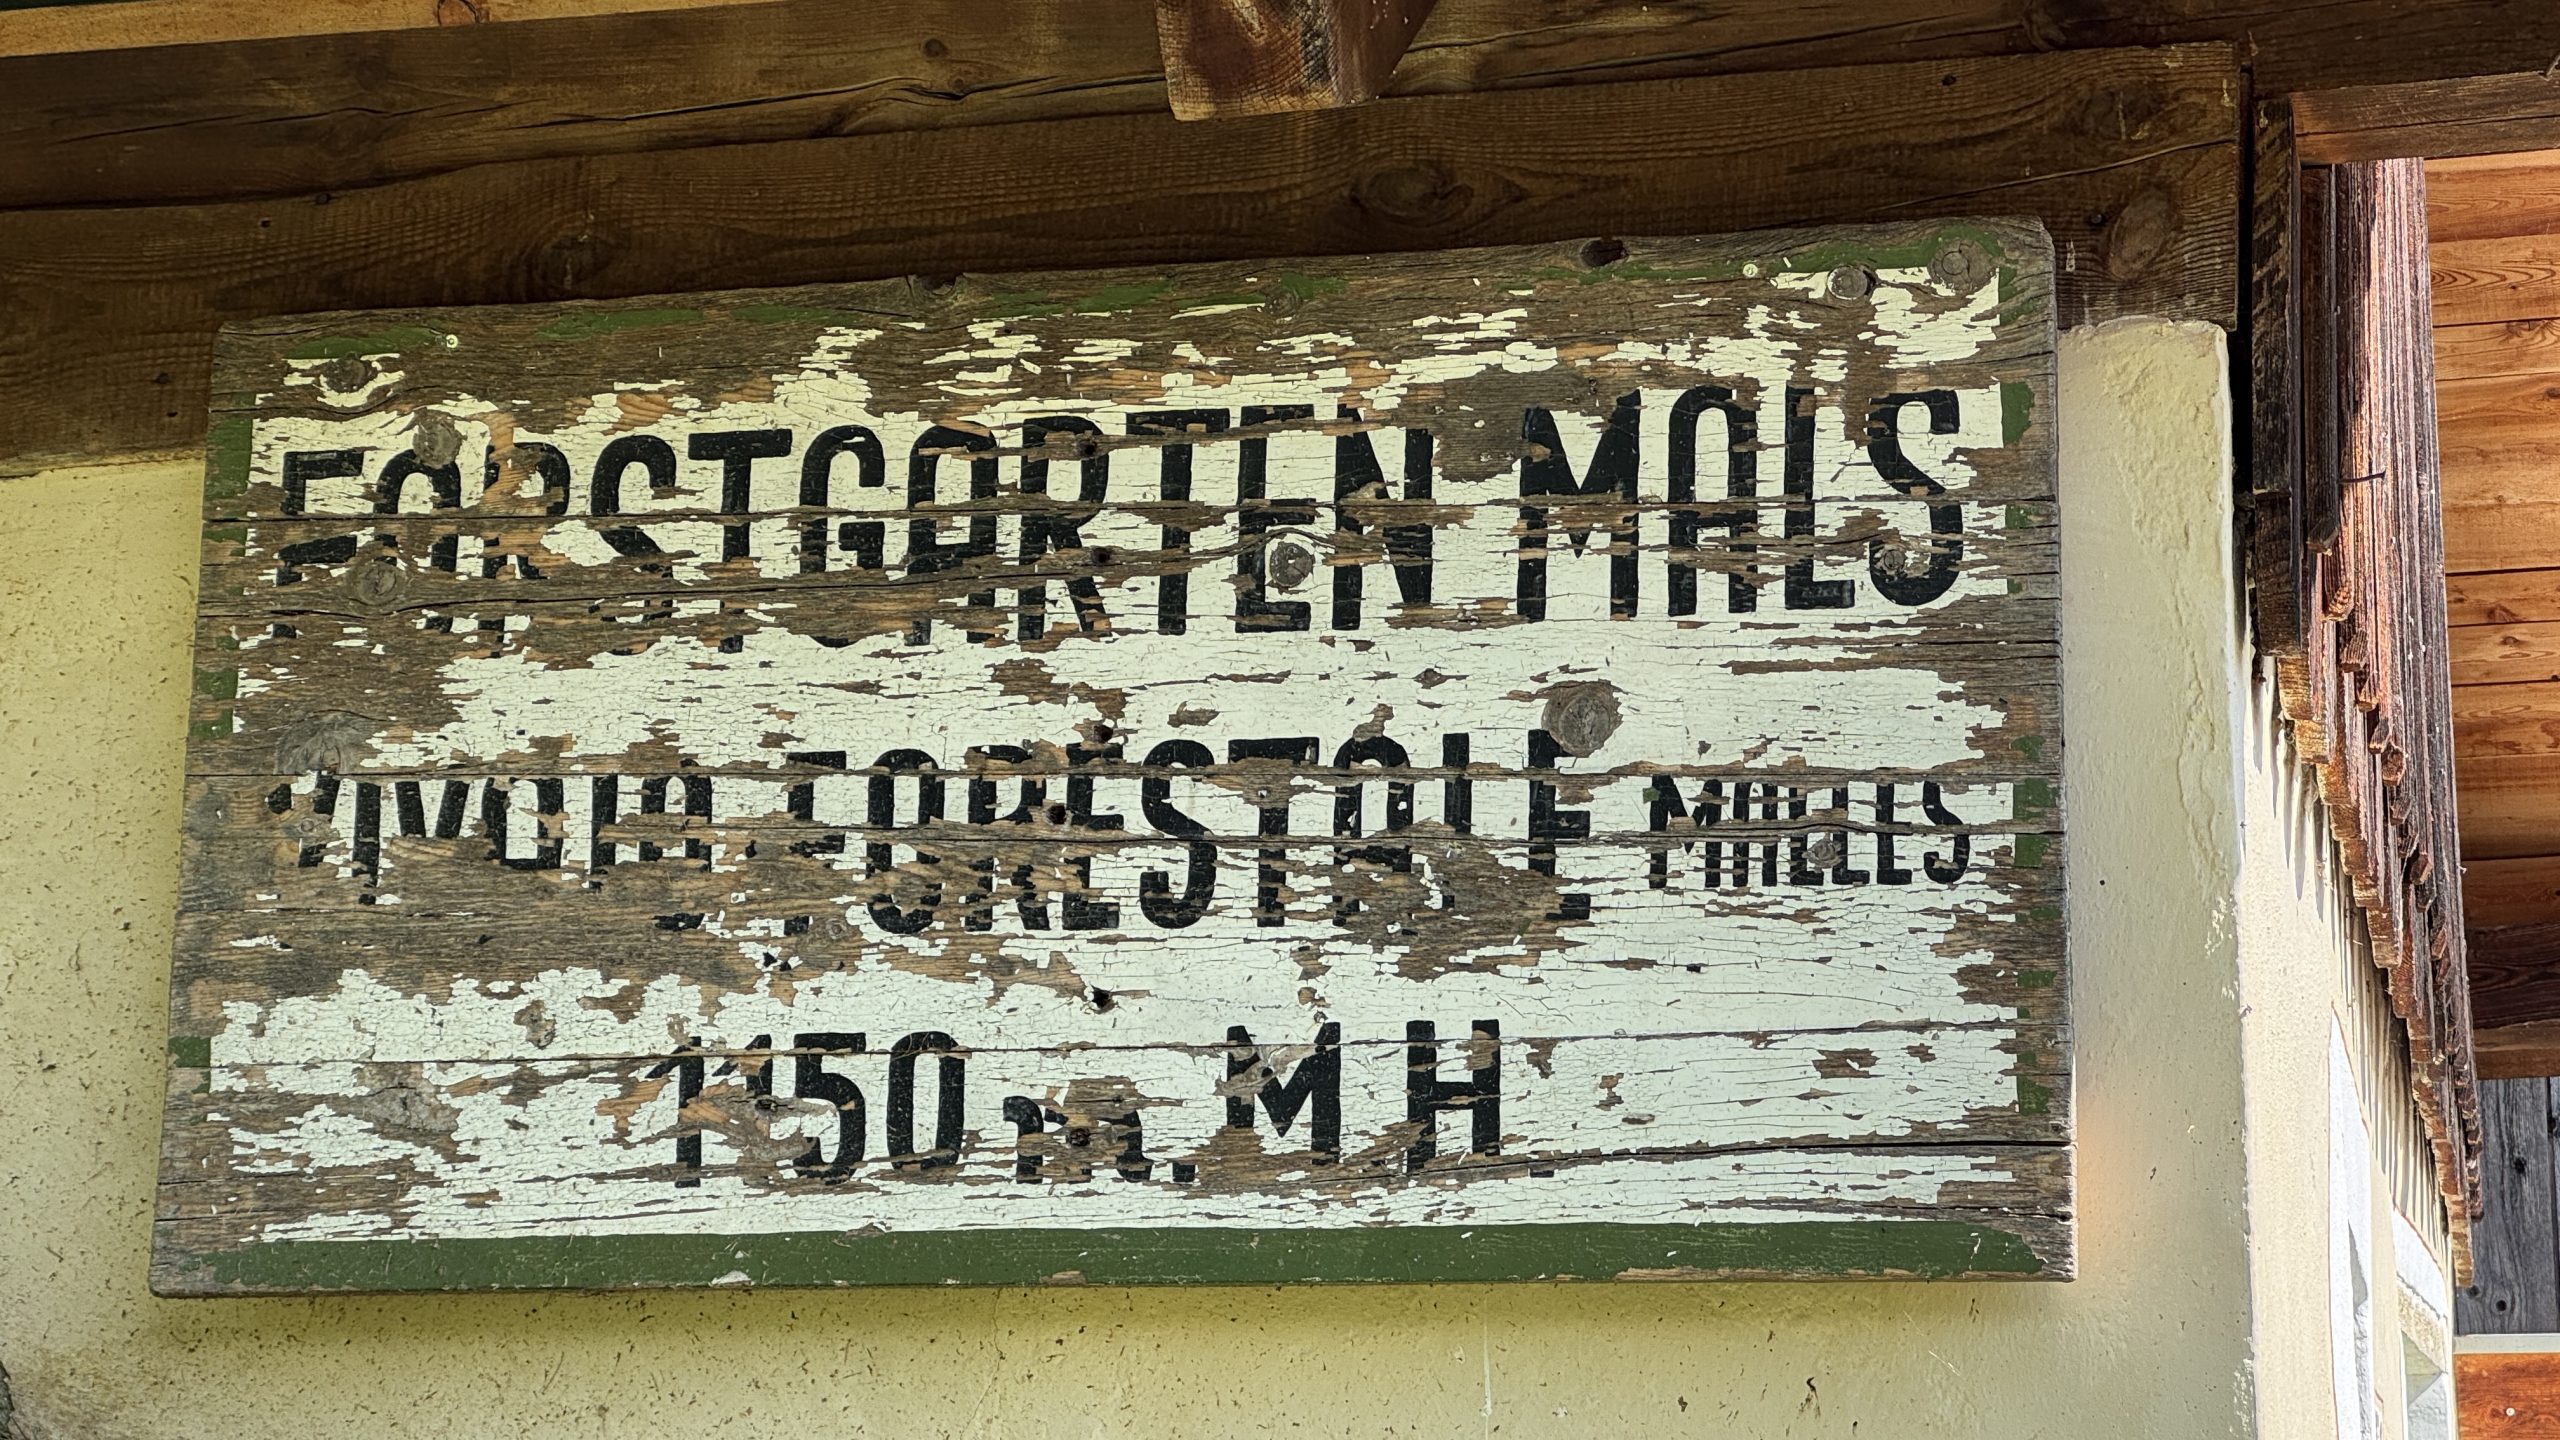 FORSTGARTEN MALS
Vivaio FORESTALE MALLES
1150 m. M H